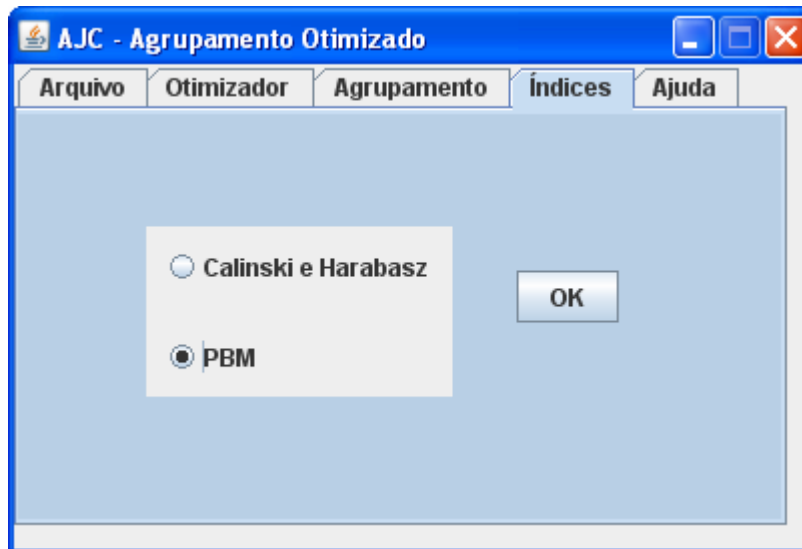 AJC - Agrupamento Otimizado
Arquivo Otimizador Agrupamento Índices Ajuda
Calinski e Harabasz
OK
PBM